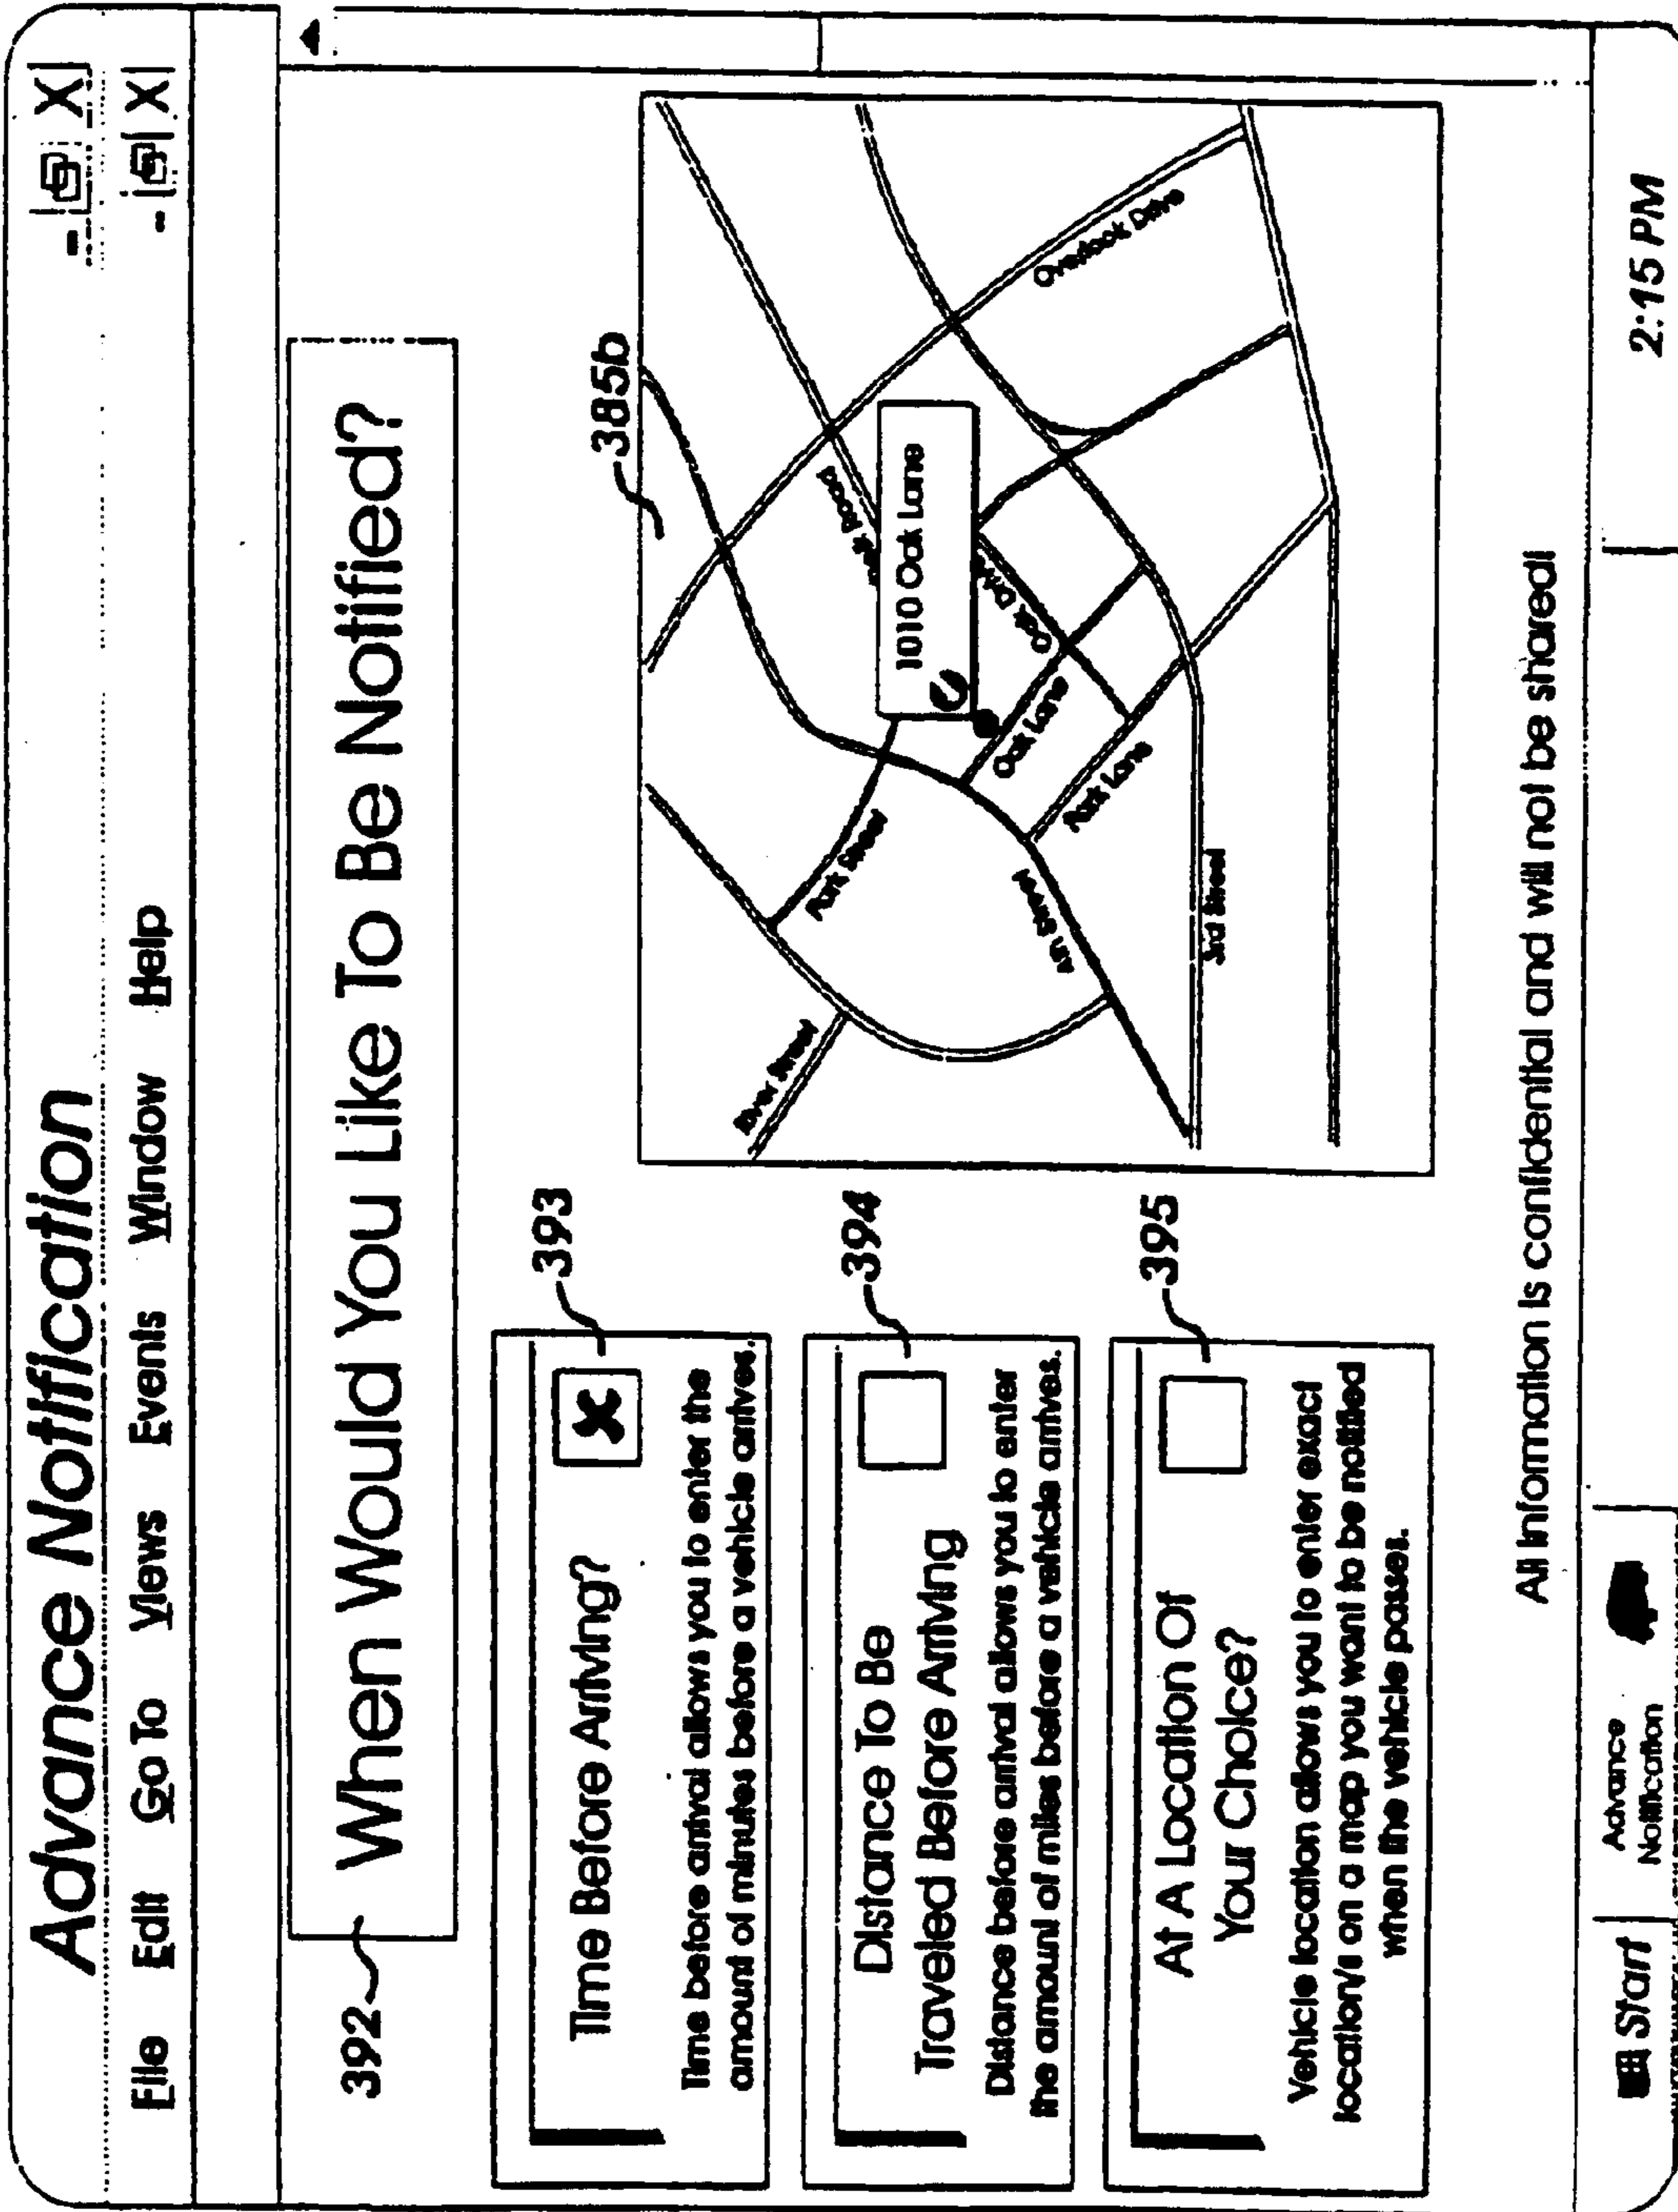 Advance Notification
File Edit Go To Views Events Window Help
392
When Would You Like To Be Notified?
393
Time Before Arriving?
Time before arrival allows you to enter the
amount of minutes before a vehicle arrives.
394
Distance To Be
Traveled Before Arriving
Distance before arrival allows you to enter
the amount of miles before a vehicle arrives.
395
At A Location Of
Your Choice?
Vehicle location allows you to enter exact
location/s on a map you want to be notified
when the vehicle passes.
385b
River Street
Park Street
Road
1010 Oak Lane
Oak Drive
Oak Lane
Park Lane
4th Street
3rd Street
Overlook Drive
All information is confidential and will not be shared!
Start
Advance
Notification
2:15 PM